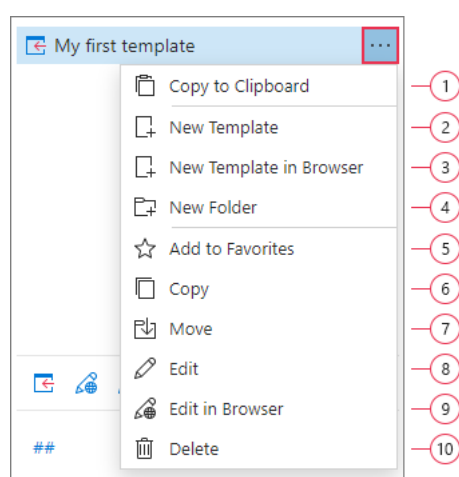 My first template ...
Copy to Clipboard 1
New Template 2
New Template in Browser 3
New Folder 4
Add to Favorites 5
Copy 6
Move 7
Edit 8
Edit in Browser 9
## Delete 10